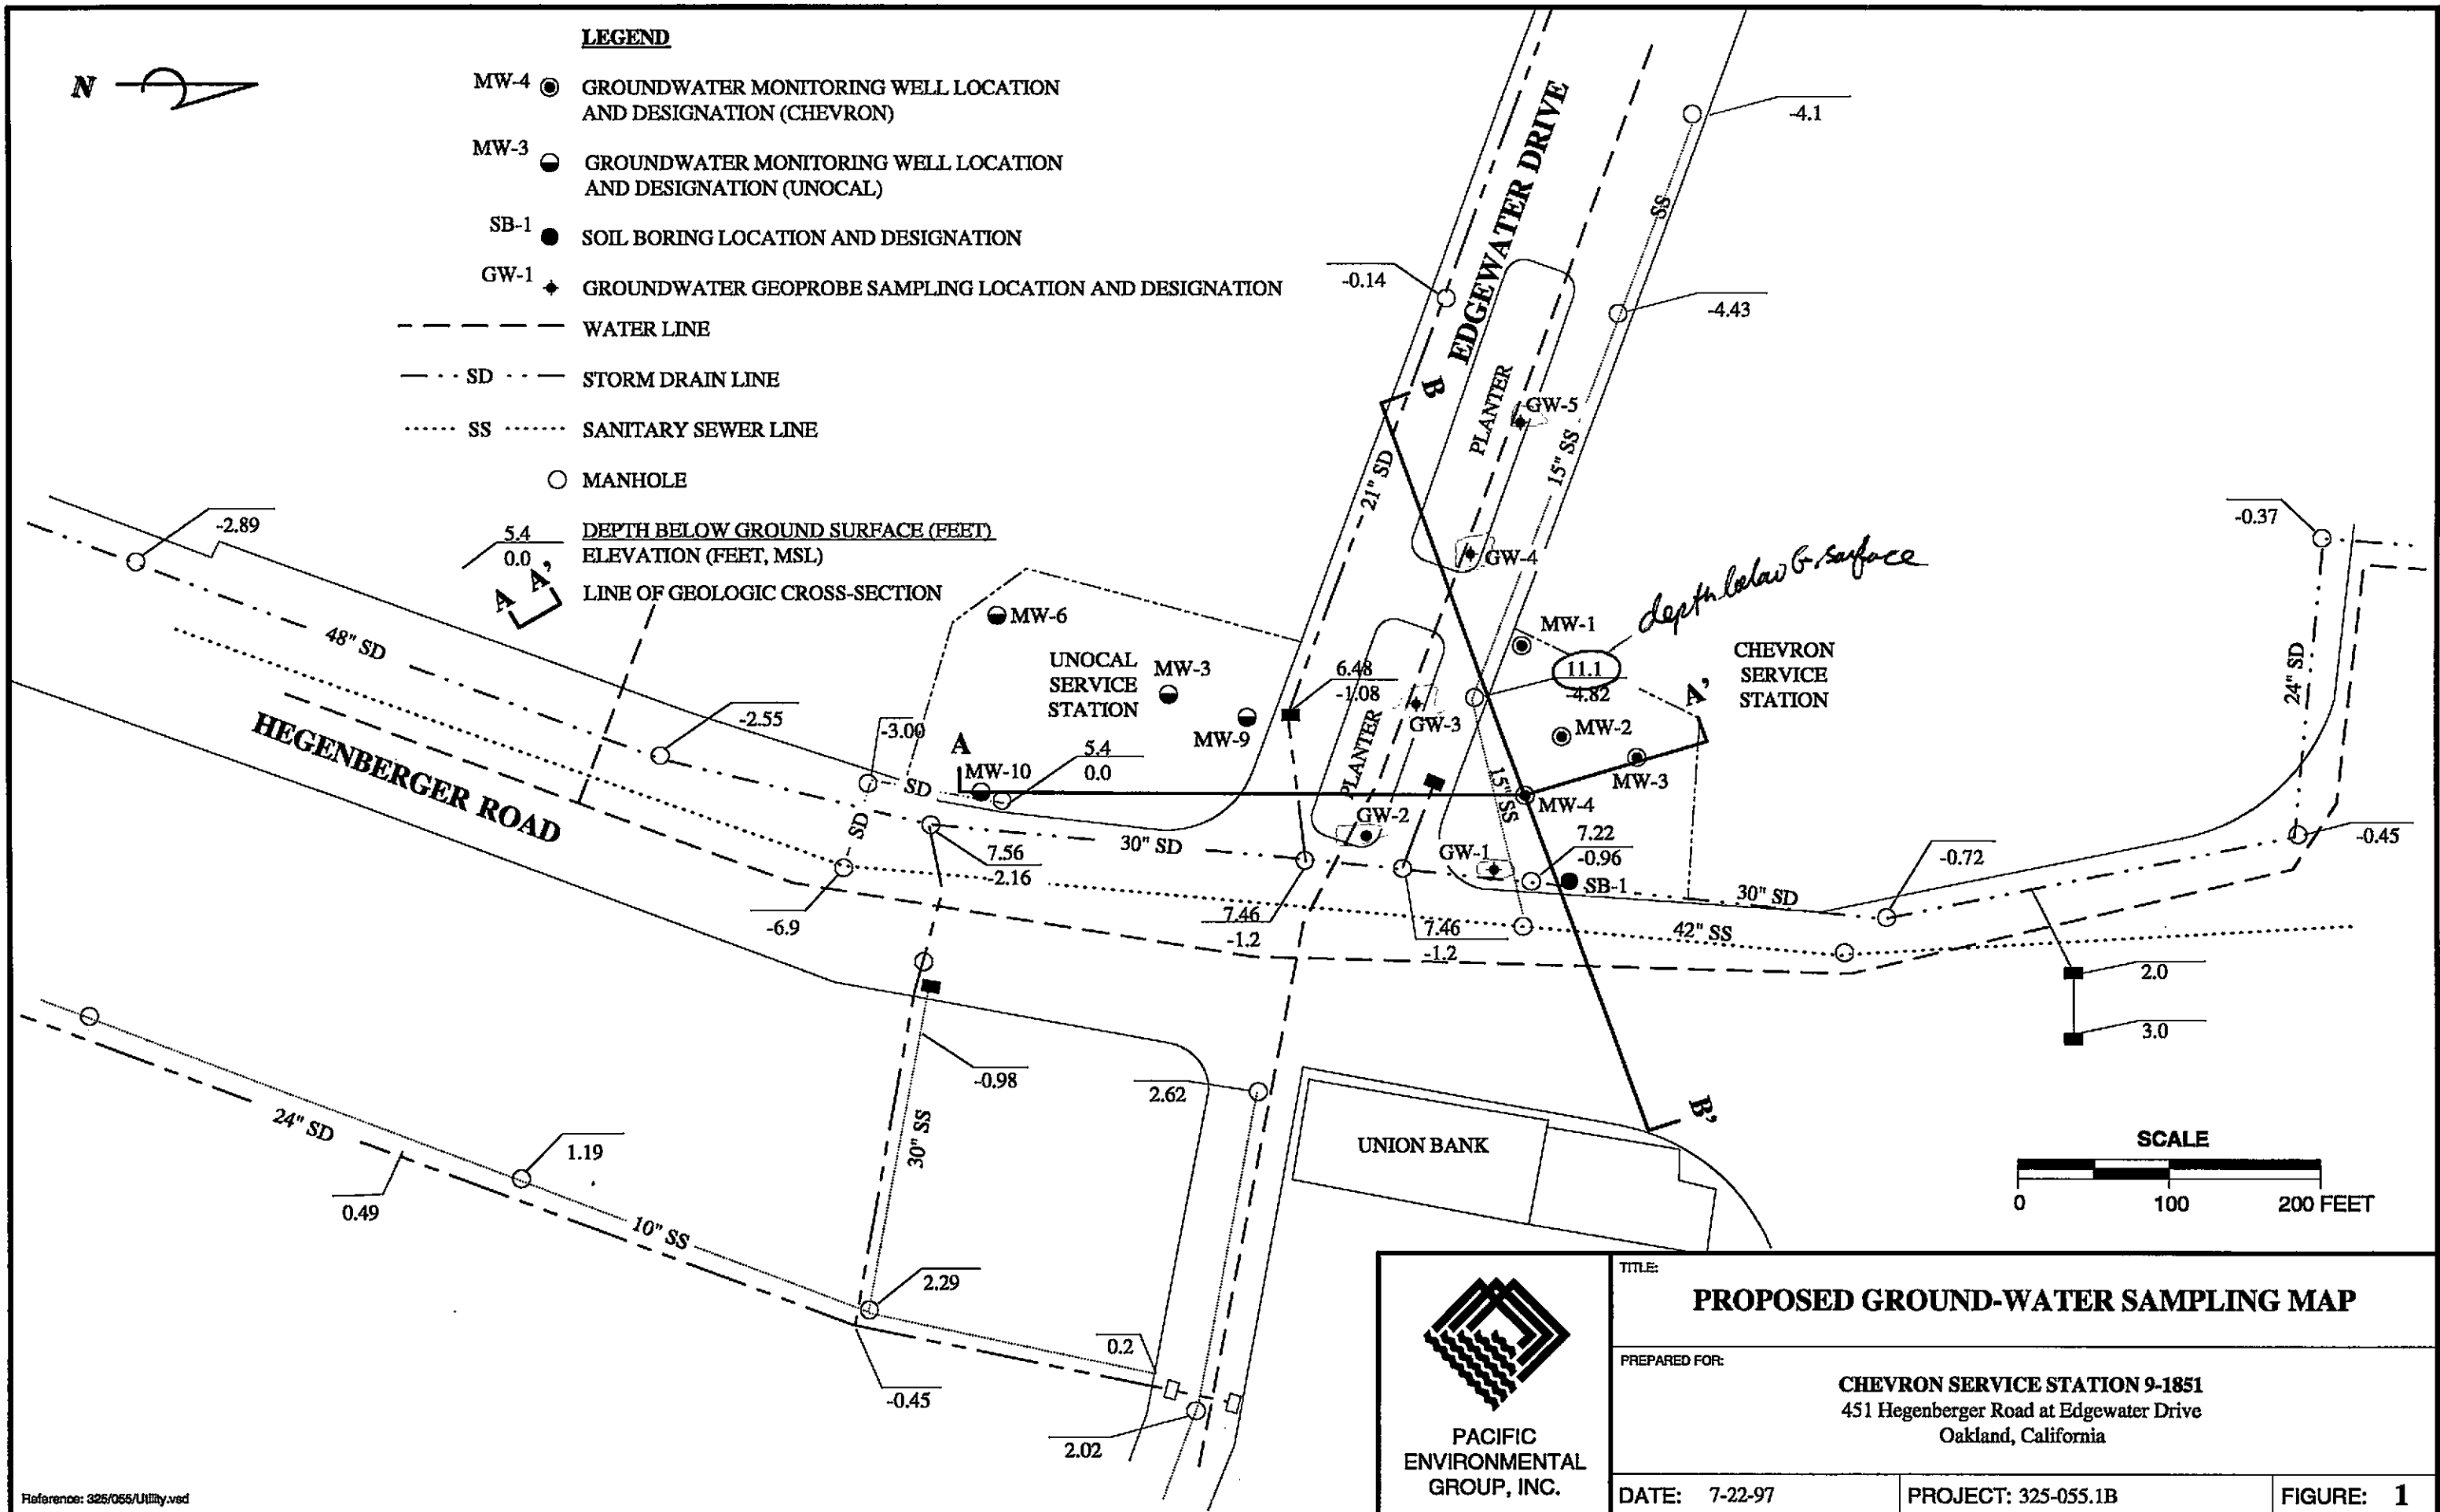 LEGEND
N
MW-4
GROUNDWATER MONITORING WELL LOCATION
AND DESIGNATION (CHEVRON)
MW-3
GROUNDWATER MONITORING WELL LOCATION
AND DESIGNATION (UNOCAL)
SB-1
SOIL BORING LOCATION AND DESIGNATION
GW-1
GROUNDWATER GEOPROBE SAMPLING LOCATION AND DESIGNATION
WATER LINE
SD
STORM DRAIN LINE
SS
SANITARY SEWER LINE
MANHOLE
5.4
DEPTH BELOW GROUND SURFACE (FEET)
0.0
ELEVATION (FEET, MSL)
A A'
LINE OF GEOLOGIC CROSS-SECTION
EDGEWATER DRIVE
-4.1
SS
-0.14
-4.43
B
PLANTER
GW-5
21" SD
15" SS
-2.89
-0.37
GW-4
depth below G. surface
48" SD
MW-6
MW-1
UNOCAL
SERVICE
STATION
MW-3
6.48
-1.08
11.1
-4.82
CHEVRON
SERVICE
STATION
24" SD
A'
-2.55
-3.00
MW-9
GW-3
MW-2
HEGENBERGER ROAD
A
MW-10
5.4
0.0
PLANTER
15" SS
MW-3
MW-4
SD
SD
GW-2
7.56
-2.16
30" SD
GW-1
7.22
-0.96
SB-1
-0.72
-0.45
30" SD
-6.9
7.46
-1.2
7.46
-1.2
42" SS
2.0
3.0
-0.98
2.62
B'
24" SD
1.19
30" SS
UNION BANK
SCALE
0 100 200 FEET
0.49
10" SS
2.29
0.2
-0.45
2.02
PACIFIC
ENVIRONMENTAL
GROUP, INC.
TITLE:
PROPOSED GROUND-WATER SAMPLING MAP
PREPARED FOR:
CHEVRON SERVICE STATION 9-1851
451 Hegenberger Road at Edgewater Drive
Oakland, California
DATE: 7-22-97
PROJECT: 325-055.1B
FIGURE: 1
Reference: 325/055/Utility.vsd